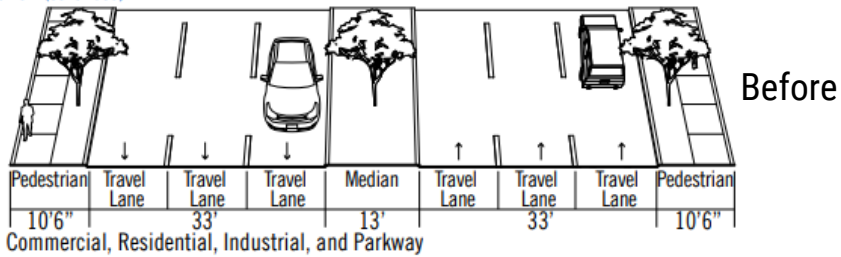 Before
Pedestrian Travel Lane Travel Lane Travel Lane Median Travel Lane Travel Lane Travel Lane Pedestrian
10'6” 33' 13' 33' 10'6”
Commercial, Residential, Industrial, and Parkway